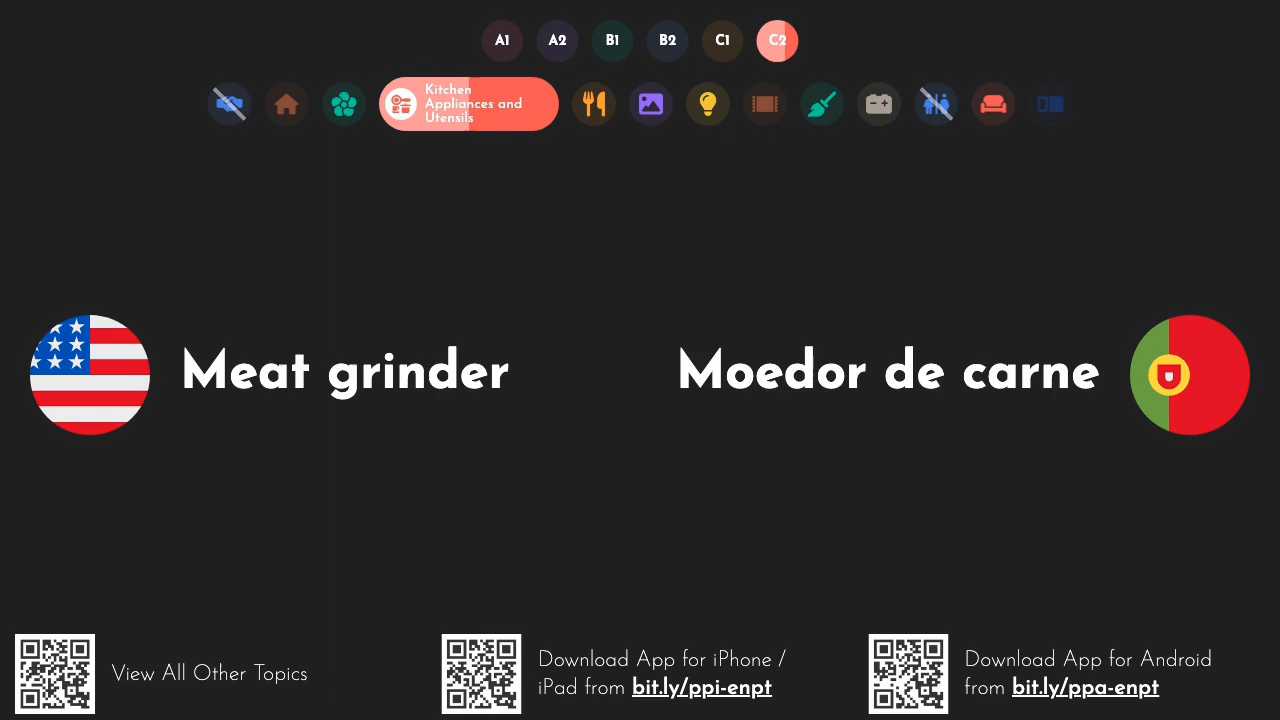 A1 A2 B1 B2 C1 C2
Kitchen
Appliances and
Utensils
Meat grinder
Moedor de carne
View All Other Topics
Download App for iPhone /
iPad from bit.ly/ppi-enpt
Download App for Android
from bit.ly/ppa-enpt